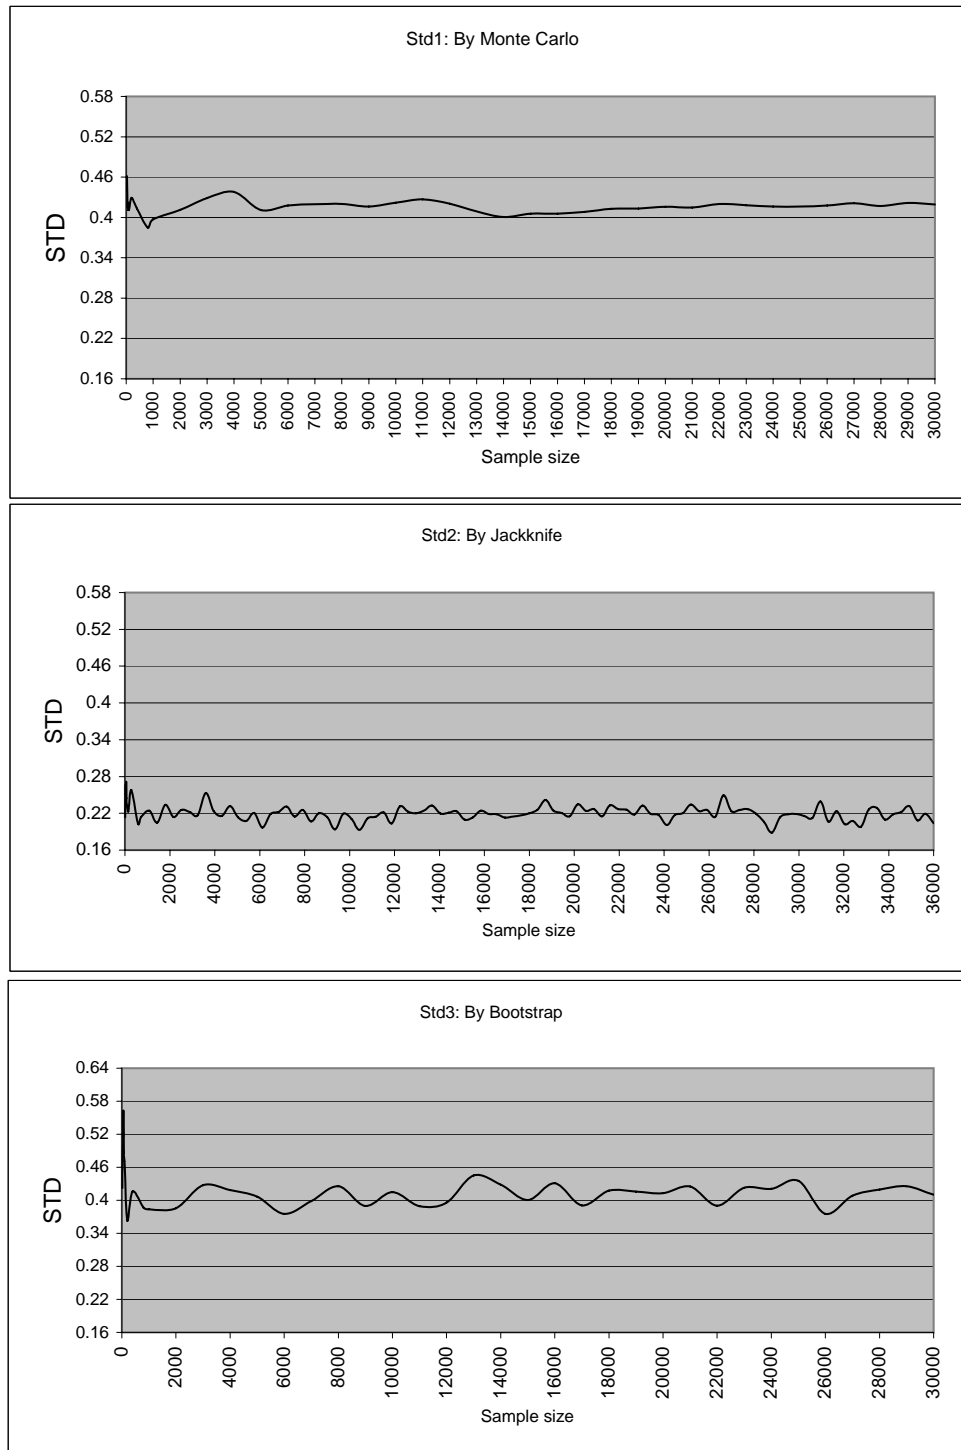 Std1: By Monte Carlo
0.58
0.52
0.46
0.4
0.34
0.28
0.22
0.16
STD
0 1000 2000 3000 4000 5000 6000 7000 8000 9000 10000 11000 12000 13000 14000 15000 16000 17000 18000 19000 20000 21000 22000 23000 24000 25000 26000 27000 28000 29000 30000
Sample size
Std2: By Jackknife
0.58
0.52
0.46
0.4
0.34
0.28
0.22
0.16
STD
0 2000 4000 6000 8000 10000 12000 14000 16000 18000 20000 22000 24000 26000 28000 30000 32000 34000 36000
Sample size
Std3: By Bootstrap
0.64
0.58
0.52
0.46
0.4
0.34
0.28
0.22
0.16
STD
0 2000 4000 6000 8000 10000 12000 14000 16000 18000 20000 22000 24000 26000 28000 30000
Sample size